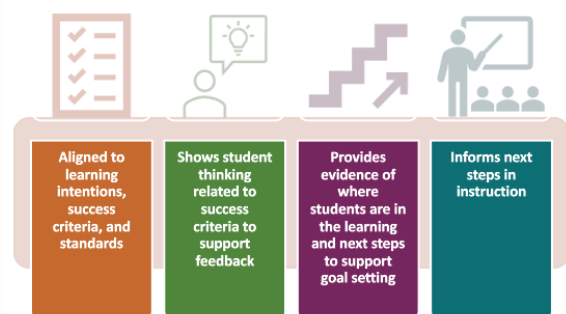 Aligned to
learning
intentions,
success
criteria, and
standards
Shows student
thinking
related to
success
criteria to
support
feedback
Provides
evidence of
where
students are in
the learning
and next steps
to support
goal setting
Informs next
steps in
instruction